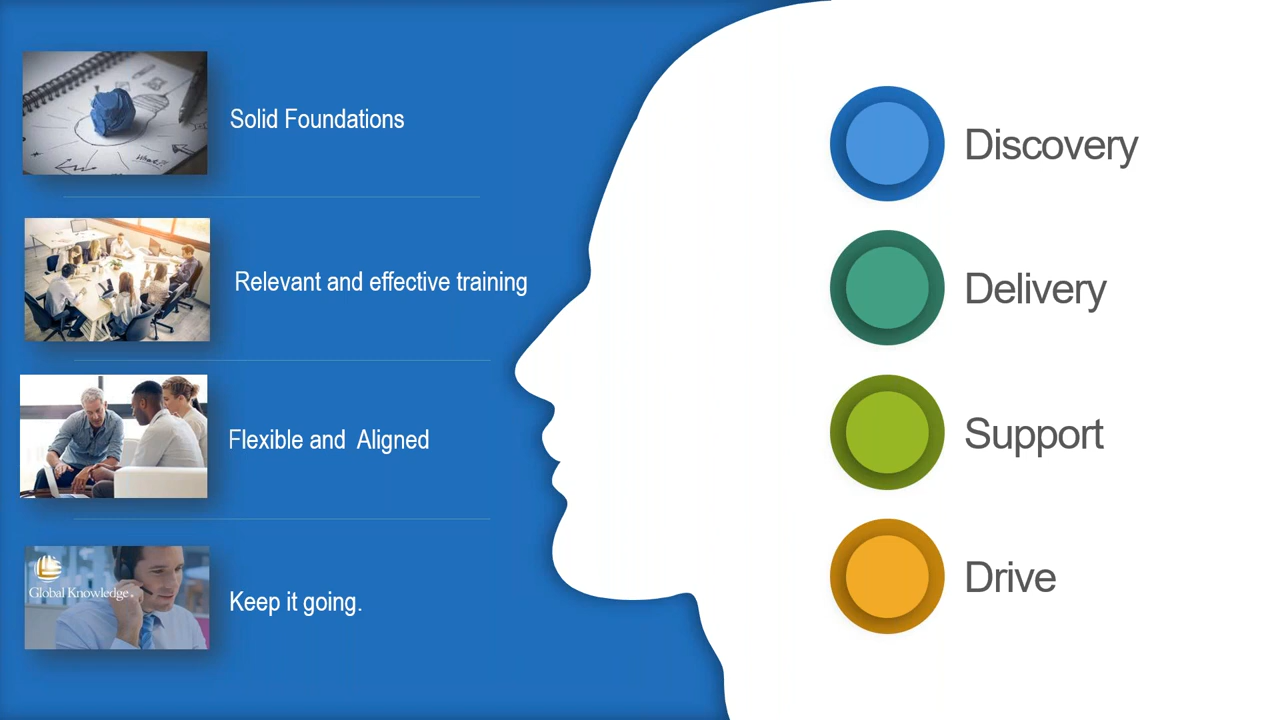 Solid Foundations
Relevant and effective training
Flexible and  Aligned
Global Knowledge.
Keep it going.
Discovery
Delivery
Support
Drive